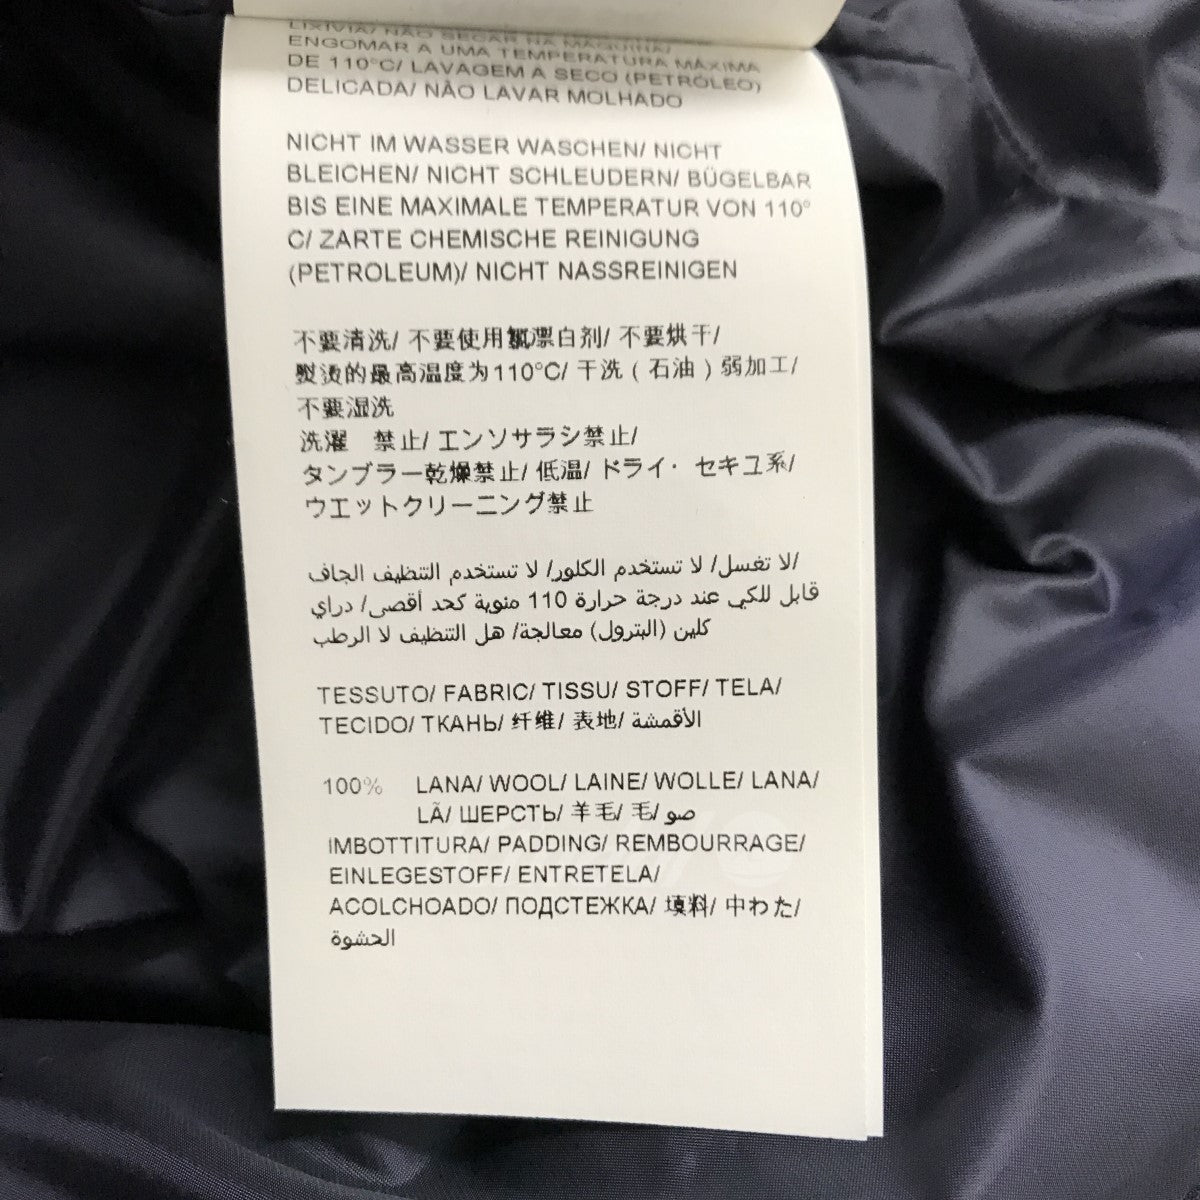 LIXÍVIA/ NÃO SECAR NA MÁQUINA/
ENGOMAR A UMA TEMPERATURA MÁXIMA
DE 110°C/ LAVAGEM A SECO (PETRÓLEO)
DELICADA/ NÃO LAVAR MOLHADO
NICHT IM WASSER WASCHEN/ NICHT
BLEICHEN/ NICHT SCHLEUDERN/ BÜGELBAR
BIS EINE MAXIMALE TEMPERATUR VON 110°
C/ ZARTE CHEMISCHE REINIGUNG
(PETROLEUM)/ NICHT NASSREINIGEN
不要清洗/ 不要使用氯漂白剂/ 不要烘干/
熨烫的最高温度为110°C/ 干洗 ( 石油 ) 弱加工/
不要湿洗
洗濯　禁止/ エンソサラシ禁止/
タンブラー乾燥禁止/ 低温/ ドライ・ セキユ系/
ウエットクリーニング禁止
لا تغسل/ لا تستخدم الكلور/ لا تستخدم التنظيف الجاف/
قابل للكي عند درجة حرارة 110 مئوية كحد أقصى/ دراي
كلين (البترول) معالجة/ هل التنظيف لا الرطب
TESSUTO/ FABRIC/ TISSU/ STOFF/ TELA/
TECIDO/ ТКАНЬ/ 纤维/ 表地/ الأقمشة
100% LANA/ WOOL/ LAINE/ WOLLE/ LANA/
LÃ/ ШЕРСТЬ/ 羊毛/ 毛/ صو
IMBOTTITURA/ PADDING/ REMBOURRAGE/
EINLEGESTOFF/ ENTRETELA/
ACOLCHOADO/ ПОДСТЕЖКА/ 填料/ 中わた/
الحشوة